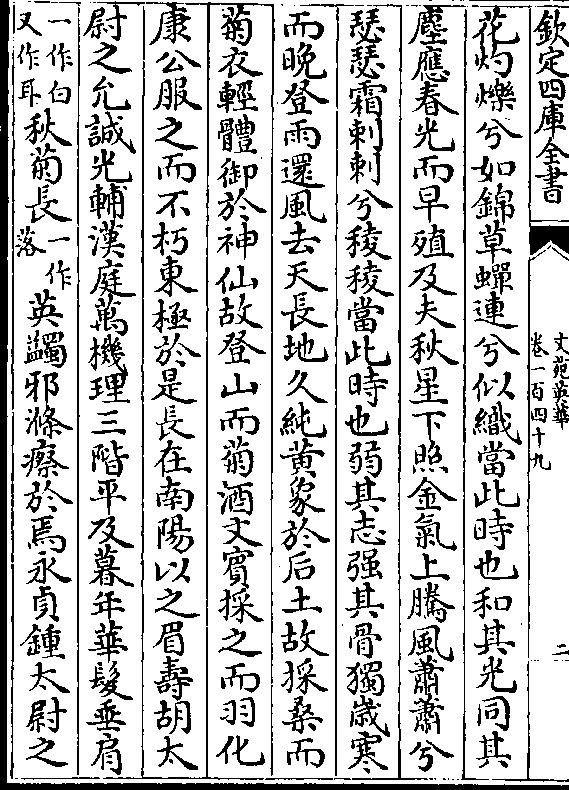 欽定四庫全書
文苑英華
卷一百四十九
二
花灼爍兮如錦草蟬連兮似織當此時也和其光同其
塵應春光而早殖及夫秋星下照金氣上騰風蕭蕭兮
瑟瑟霜刺刺兮稜稜當此時也弱其志强其骨獨歲寒
而晚登雨還風去天長地久純黄象於后土故採桑而
菊衣輕體御於神仙故登山而菊酒文賔採之而羽化
康公服之而不朽東極於是長在南陽以之眉壽胡太
尉之允誠光輔漢庭萬機理三階平及暮年華髮垂肩
一作白又作耳秋菊長一作落英蠲邪滌瘵於焉永貞鍾太尉之